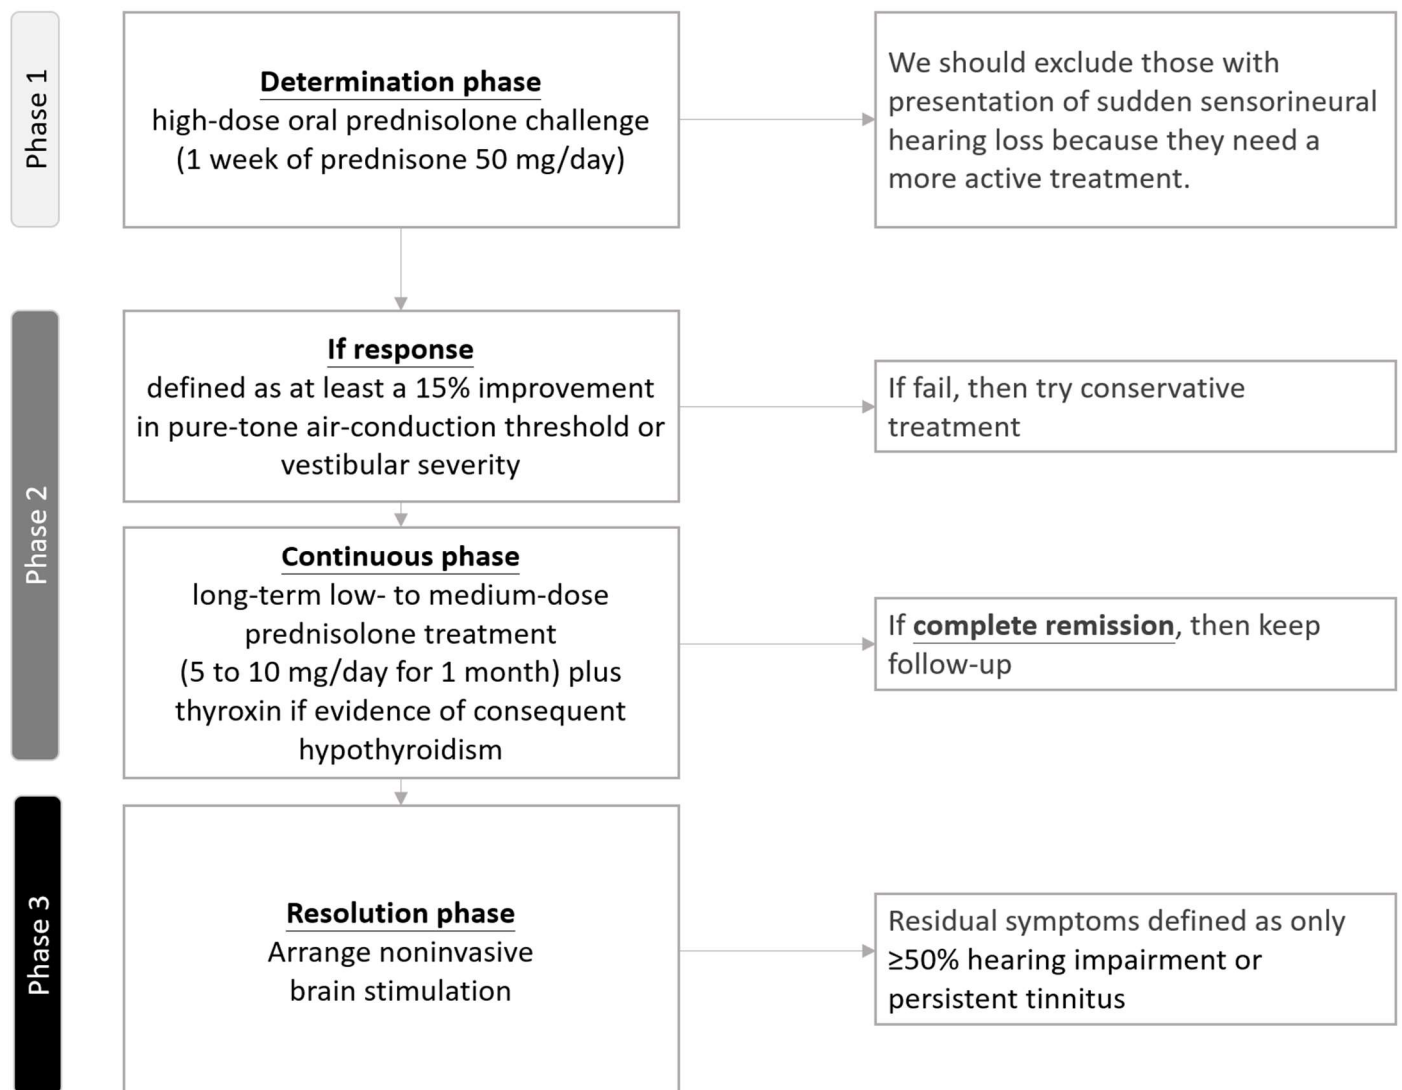 Phase 1
Determination phase
high-dose oral prednisolone challenge
(1 week of prednisone 50 mg/day)
We should exclude those with
presentation of sudden sensorineural
hearing loss because they need a
more active treatment.
Phase 2
If response
defined as at least a 15% improvement
in pure-tone air-conduction threshold or
vestibular severity
If fail, then try conservative
treatment
Continuous phase
long-term low- to medium-dose
prednisolone treatment
(5 to 10 mg/day for 1 month) plus
thyroxin if evidence of consequent
hypothyroidism
If complete remission, then keep
follow-up
Phase 3
Resolution phase
Arrange noninvasive
brain stimulation
Residual symptoms defined as only
≥50% hearing impairment or
persistent tinnitus